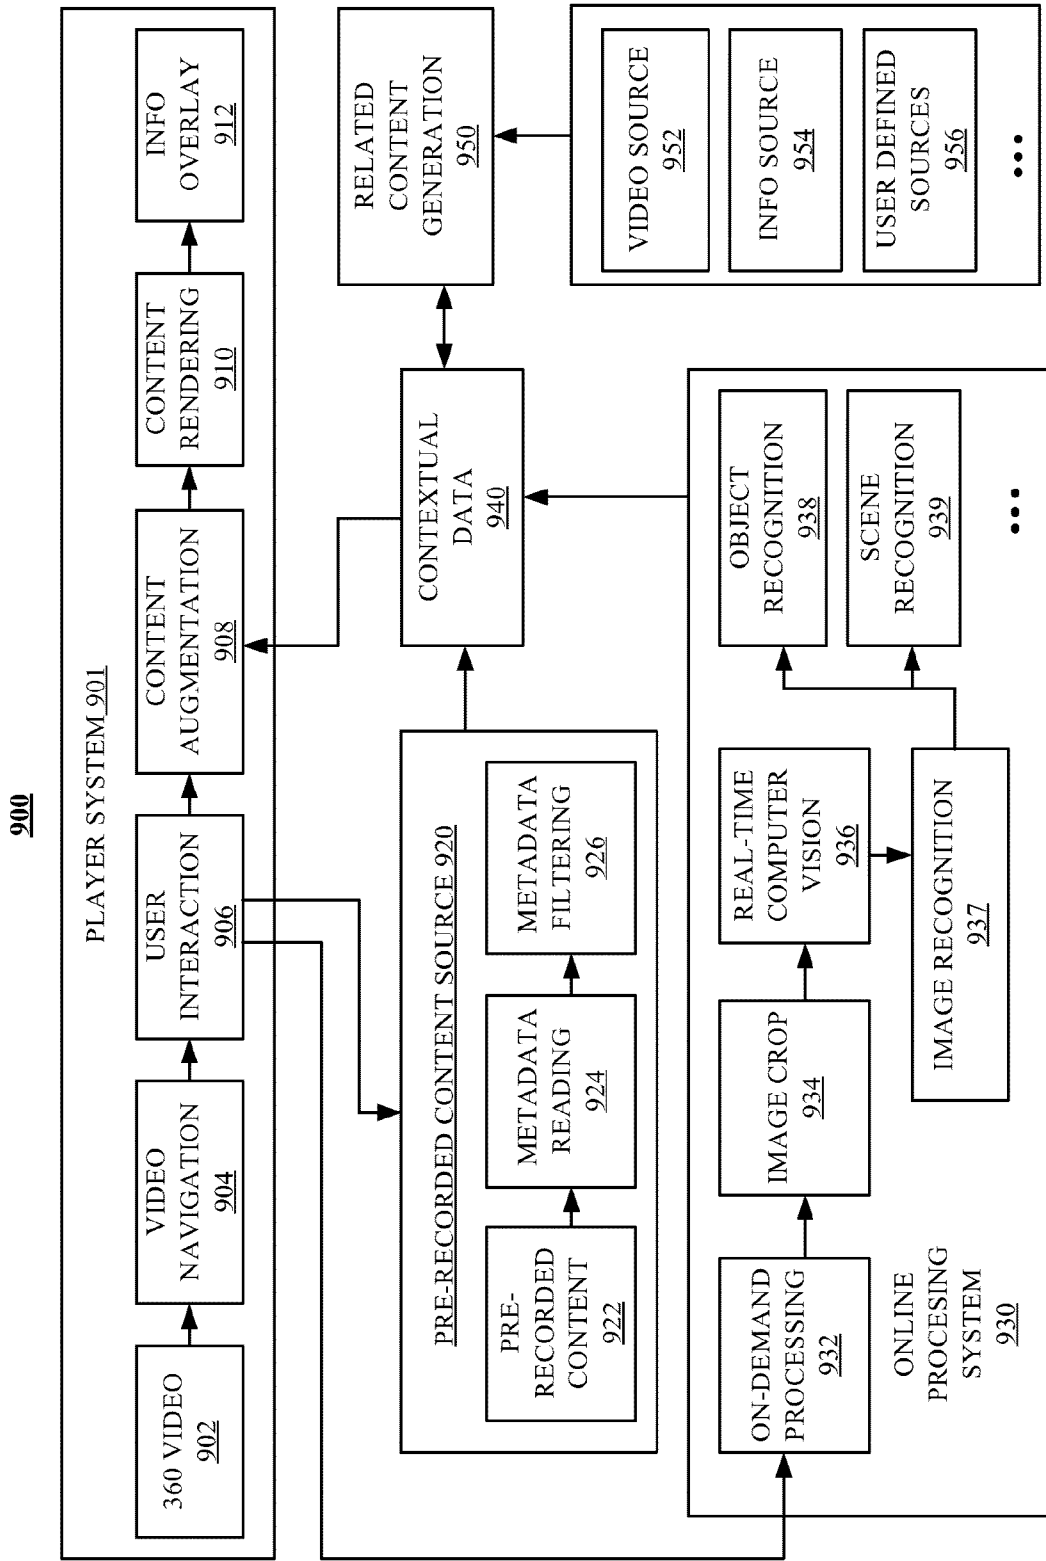 900
PLAYER SYSTEM 901
360 VIDEO
902
VIDEO
NAVIGATION
904
USER
INTERACTION
906
CONTENT
AUGMENTATION
908
CONTENT
RENDERING
910
INFO
OVERLAY
912
PRE-RECORDED CONTENT SOURCE 920
PRE-
RECORDED
CONTENT
922
METADATA
READING
924
METADATA
FILTERING
926
CONTEXTUAL
DATA
940
RELATED
CONTENT
GENERATION
950
ON-DEMAND
PROCESSING
932
IMAGE CROP
934
REAL-TIME
COMPUTER
VISION
936
IMAGE RECOGNITION
937
OBJECT
RECOGNITION
938
SCENE
RECOGNITION
939
...
ONLINE
PROCESING
SYSTEM
930
VIDEO SOURCE
952
INFO SOURCE
954
USER DEFINED
SOURCES
956
...